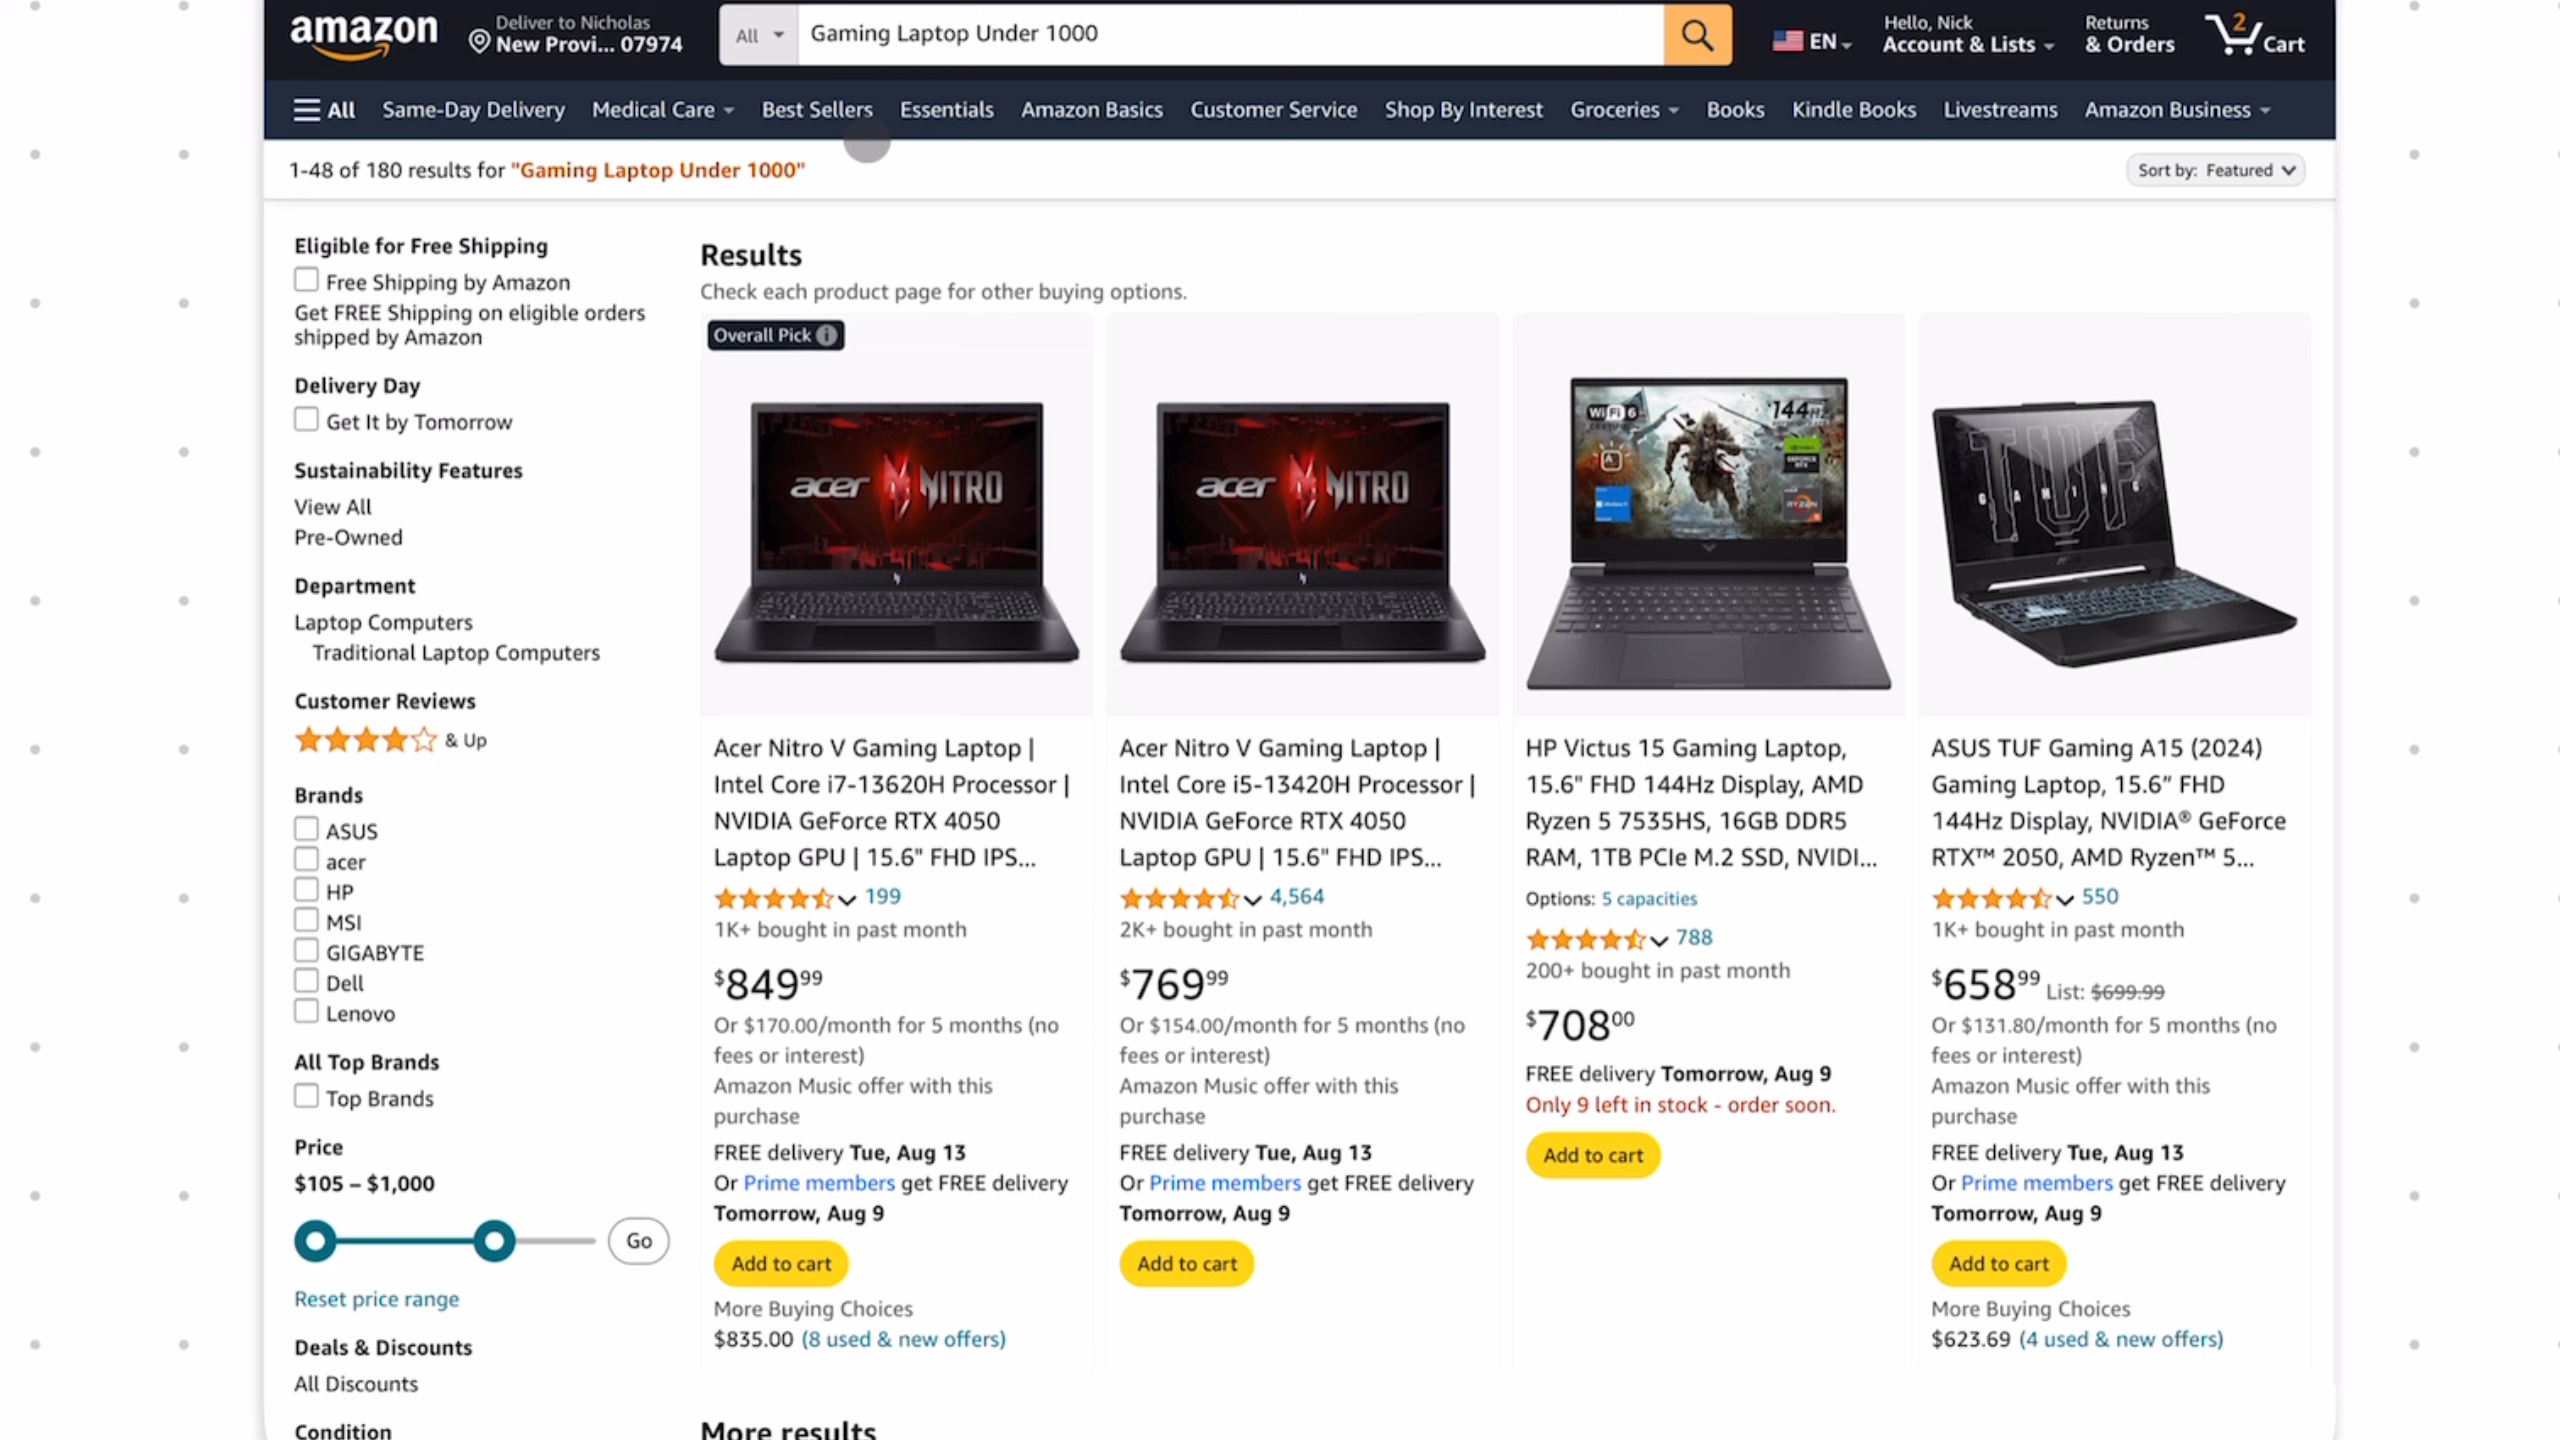 amazon
Deliver to Nicholas
New Provi... 07974
All
Gaming Laptop Under 1000
EN
Hello, Nick
Account & Lists
Returns
& Orders
2
Cart
All
Same-Day Delivery
Medical Care
Best Sellers
Essentials
Amazon Basics
Customer Service
Shop By Interest
Groceries
Books
Kindle Books
Livestreams
Amazon Business
1-48 of 180 results for "Gaming Laptop Under 1000"
Sort by: Featured
Eligible for Free Shipping
Free Shipping by Amazon
Get FREE Shipping on eligible orders
shipped by Amazon
Delivery Day
Get It by Tomorrow
Sustainability Features
View All
Pre-Owned
Department
Laptop Computers
Traditional Laptop Computers
Customer Reviews
& Up
Brands
ASUS
acer
HP
MSI
GIGABYTE
Dell
Lenovo
All Top Brands
Top Brands
Price
$105 – $1,000
Go
Reset price range
Deals & Discounts
All Discounts
Condition
Results
Check each product page for other buying options.
Overall Pick
acer NITRO
Acer Nitro V Gaming Laptop |
Intel Core i7-13620H Processor |
NVIDIA GeForce RTX 4050
Laptop GPU | 15.6" FHD IPS...
199
1K+ bought in past month
$849 99
Or $170.00/month for 5 months (no
fees or interest)
Amazon Music offer with this
purchase
FREE delivery Tue, Aug 13
Or Prime members get FREE delivery
Tomorrow, Aug 9
Add to cart
More Buying Choices
$835.00 (8 used & new offers)
acer NITRO
Acer Nitro V Gaming Laptop |
Intel Core i5-13420H Processor |
NVIDIA GeForce RTX 4050
Laptop GPU | 15.6" FHD IPS...
4,564
2K+ bought in past month
$769 99
Or $154.00/month for 5 months (no
fees or interest)
Amazon Music offer with this
purchase
FREE delivery Tue, Aug 13
Or Prime members get FREE delivery
Tomorrow, Aug 9
Add to cart
WiFi 6
144Hz
GEFORCE
RTX
RYZEN
HP Victus 15 Gaming Laptop,
15.6" FHD 144Hz Display, AMD
Ryzen 5 7535HS, 16GB DDR5
RAM, 1TB PCIe M.2 SSD, NVIDI...
Options: 5 capacities
788
200+ bought in past month
$708 00
FREE delivery Tomorrow, Aug 9
Only 9 left in stock - order soon.
Add to cart
TUF
GAMING
ASUS TUF Gaming A15 (2024)
Gaming Laptop, 15.6” FHD
144Hz Display, NVIDIA® GeForce
RTX™ 2050, AMD Ryzen™ 5...
550
1K+ bought in past month
$658 99 List: $699.99
Or $131.80/month for 5 months (no
fees or interest)
Amazon Music offer with this
purchase
FREE delivery Tue, Aug 13
Or Prime members get FREE delivery
Tomorrow, Aug 9
Add to cart
More Buying Choices
$623.69 (4 used & new offers)
More results